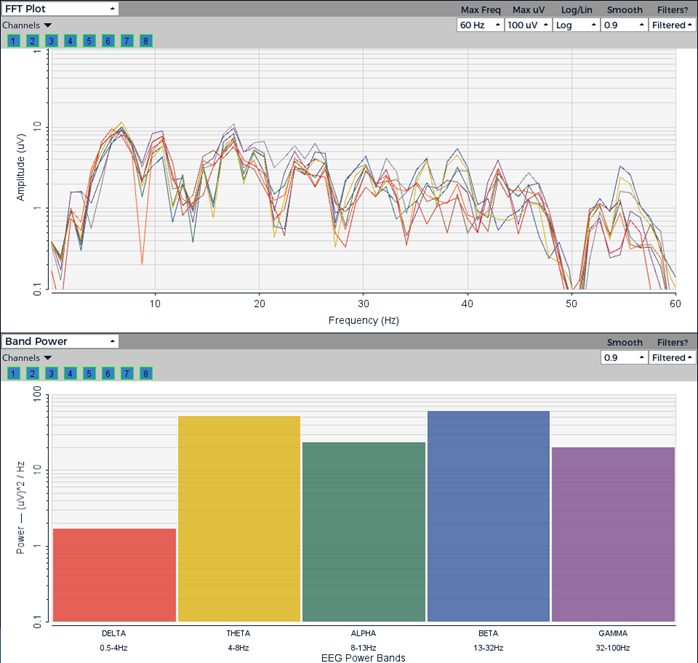 FFT Plot
Max Freq Max uV Log/Lin Smooth Filters?
Channels 60 Hz 100 uV Log 0.9 Filtered
1 2 3 4 5 6 7 8
Amplitude (uV)
10
1
0.1
10 20 30 40 50 60
Frequency (Hz)
Band Power
Smooth Filters?
Channels 0.9 Filtered
1 2 3 4 5 6 7 8
Power — (uV)^2 / Hz
100
10
1
0.1
DELTA THETA ALPHA BETA GAMMA
0.5-4Hz 4-8Hz 8-13Hz 13-32Hz 32-100Hz
EEG Power Bands